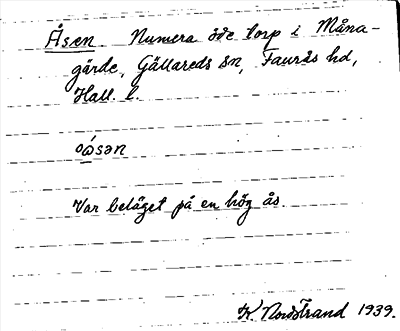 Åsen. Numera öde torp i Måna-
gärde, Gällareds sn, Faurås hd,
Hall. l.
ɷ́sən
Var beläget på en hög ås.
K. Nordstrand 1939.